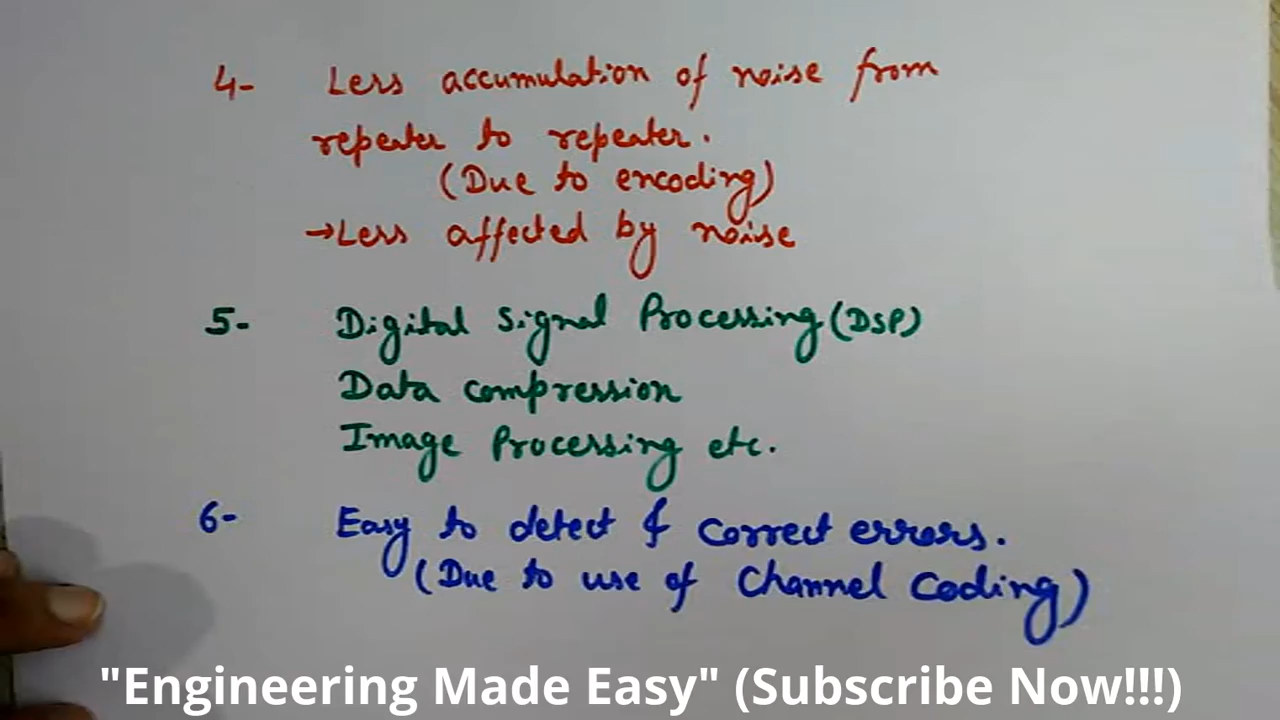 4- Less accumulation of noise from
repeater to repeater.
(Due to encoding)
→Less affected by noise
5- Digital Signal Processing (DSP)
Data compression
Image Processing etc.
6- Easy to detect & correct errors.
(Due to use of Channel Coding)
"Engineering Made Easy" (Subscribe Now!!!)